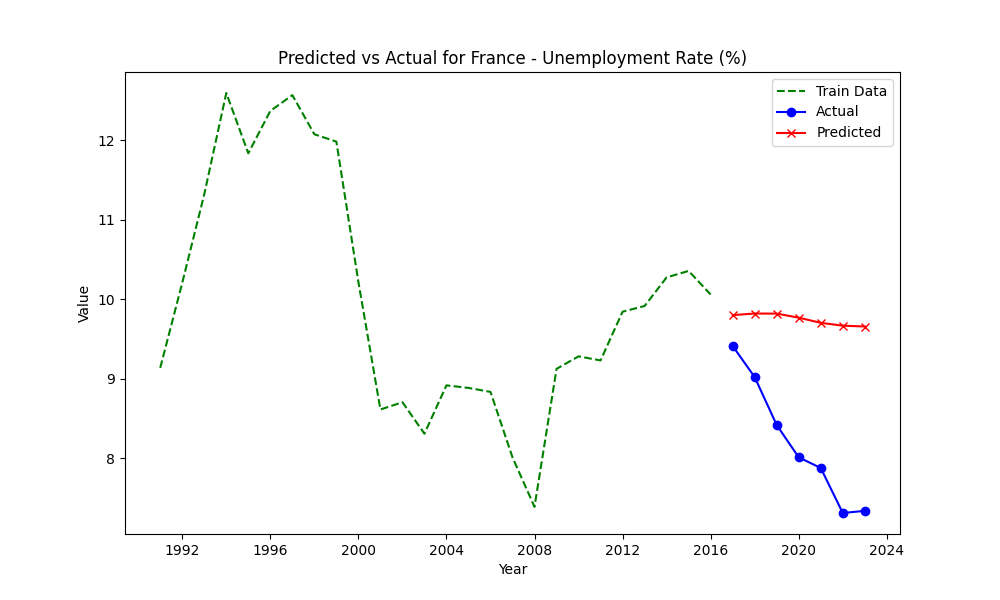 Predicted vs Actual for France - Unemployment Rate (%)
Train Data
Actual
Predicted
Value
12
11
10
9
8
1992 1996 2000 2004 2008 2012 2016 2020 2024
Year